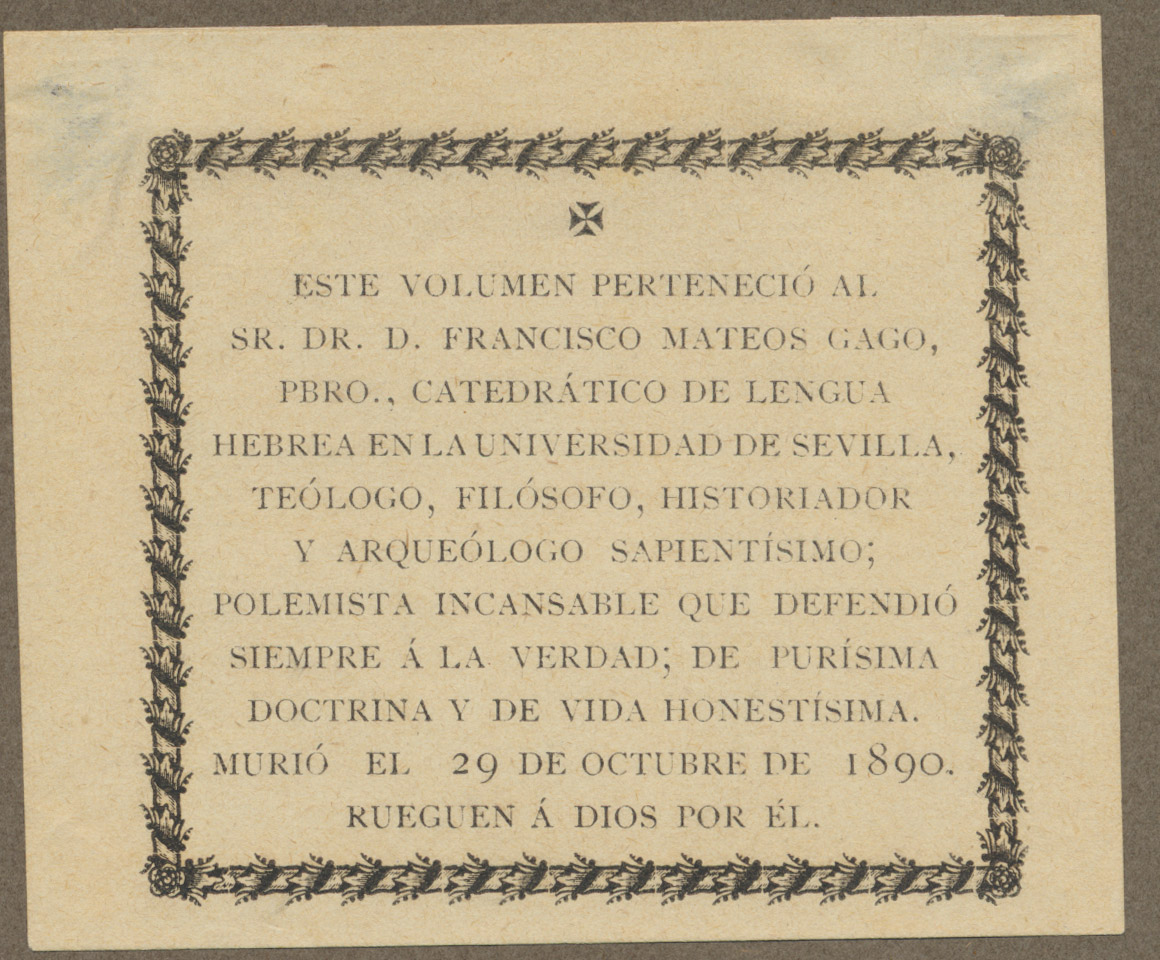 ESTE VOLUMEN PERTENECIÓ AL
SR. DR. D. FRANCISCO MATEOS GAGO,
PBRO., CATEDRÁTICO DE LENGUA
HEBREA EN LA UNIVERSIDAD DE SEVILLA,
TEÓLOGO, FILÓSOFO, HISTORIADOR
Y ARQUEÓLOGO SAPIENTÍSIMO;
POLEMISTA INCANSABLE QUE DEFENDIÓ
SIEMPRE Á LA VERDAD; DE PURÍSIMA
DOCTRINA Y DE VIDA HONESTÍSIMA.
MURIÓ EL 29 DE OCTUBRE DE 1890.
RUEGUEN Á DIOS POR ÉL.